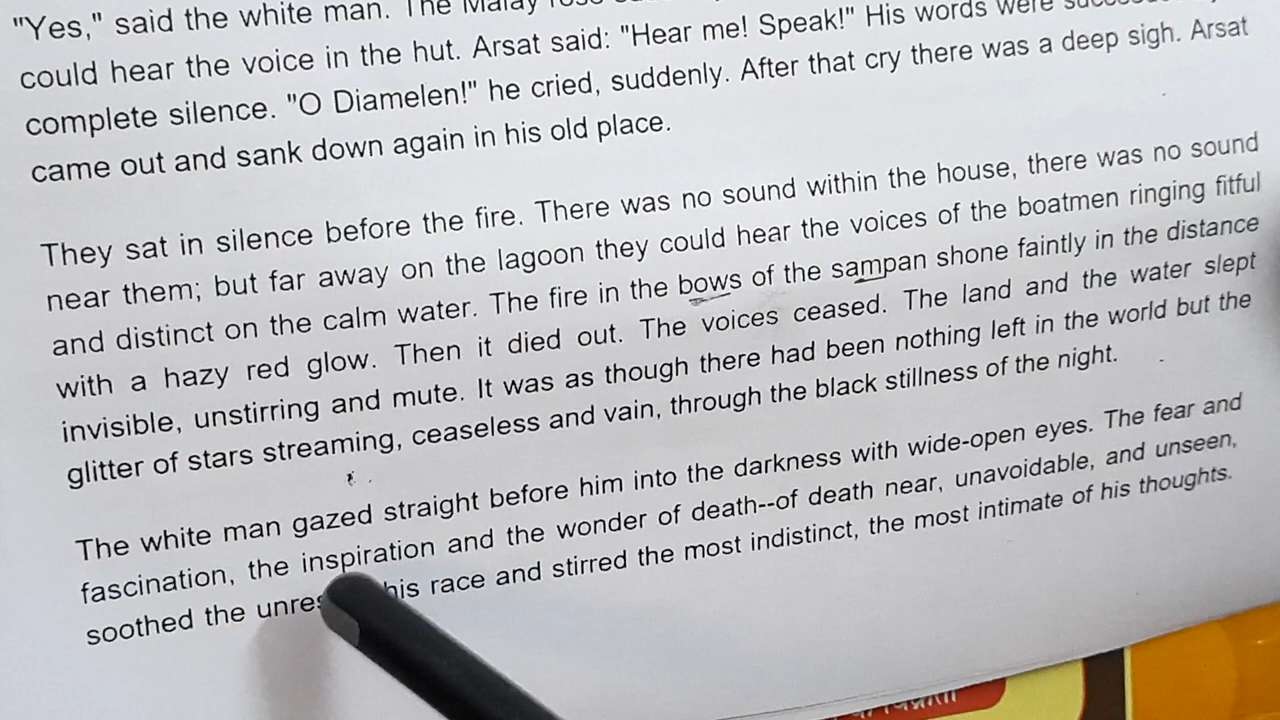 "Yes," said the white man. The Malay
could hear the voice in the hut. Arsat said: "Hear me! Speak!" His words were
complete silence. "O Diamelen!" he cried, suddenly. After that cry there was a deep sigh. Arsat
came out and sank down again in his old place.
They sat in silence before the fire. There was no sound within the house, there was no sound
near them; but far away on the lagoon they could hear the voices of the boatmen ringing fitful
and distinct on the calm water. The fire in the bows of the sampan shone faintly in the distance
with a hazy red glow. Then it died out. The voices ceased. The land and the water slept
invisible, unstirring and mute. It was as though there had been nothing left in the world but the
glitter of stars streaming, ceaseless and vain, through the black stillness of the night.
The white man gazed straight before him into the darkness with wide-open eyes. The fear and
fascination, the inspiration and the wonder of death--of death near, unavoidable, and unseen,
soothed the his race and stirred the most indistinct, the most intimate of his thoughts.